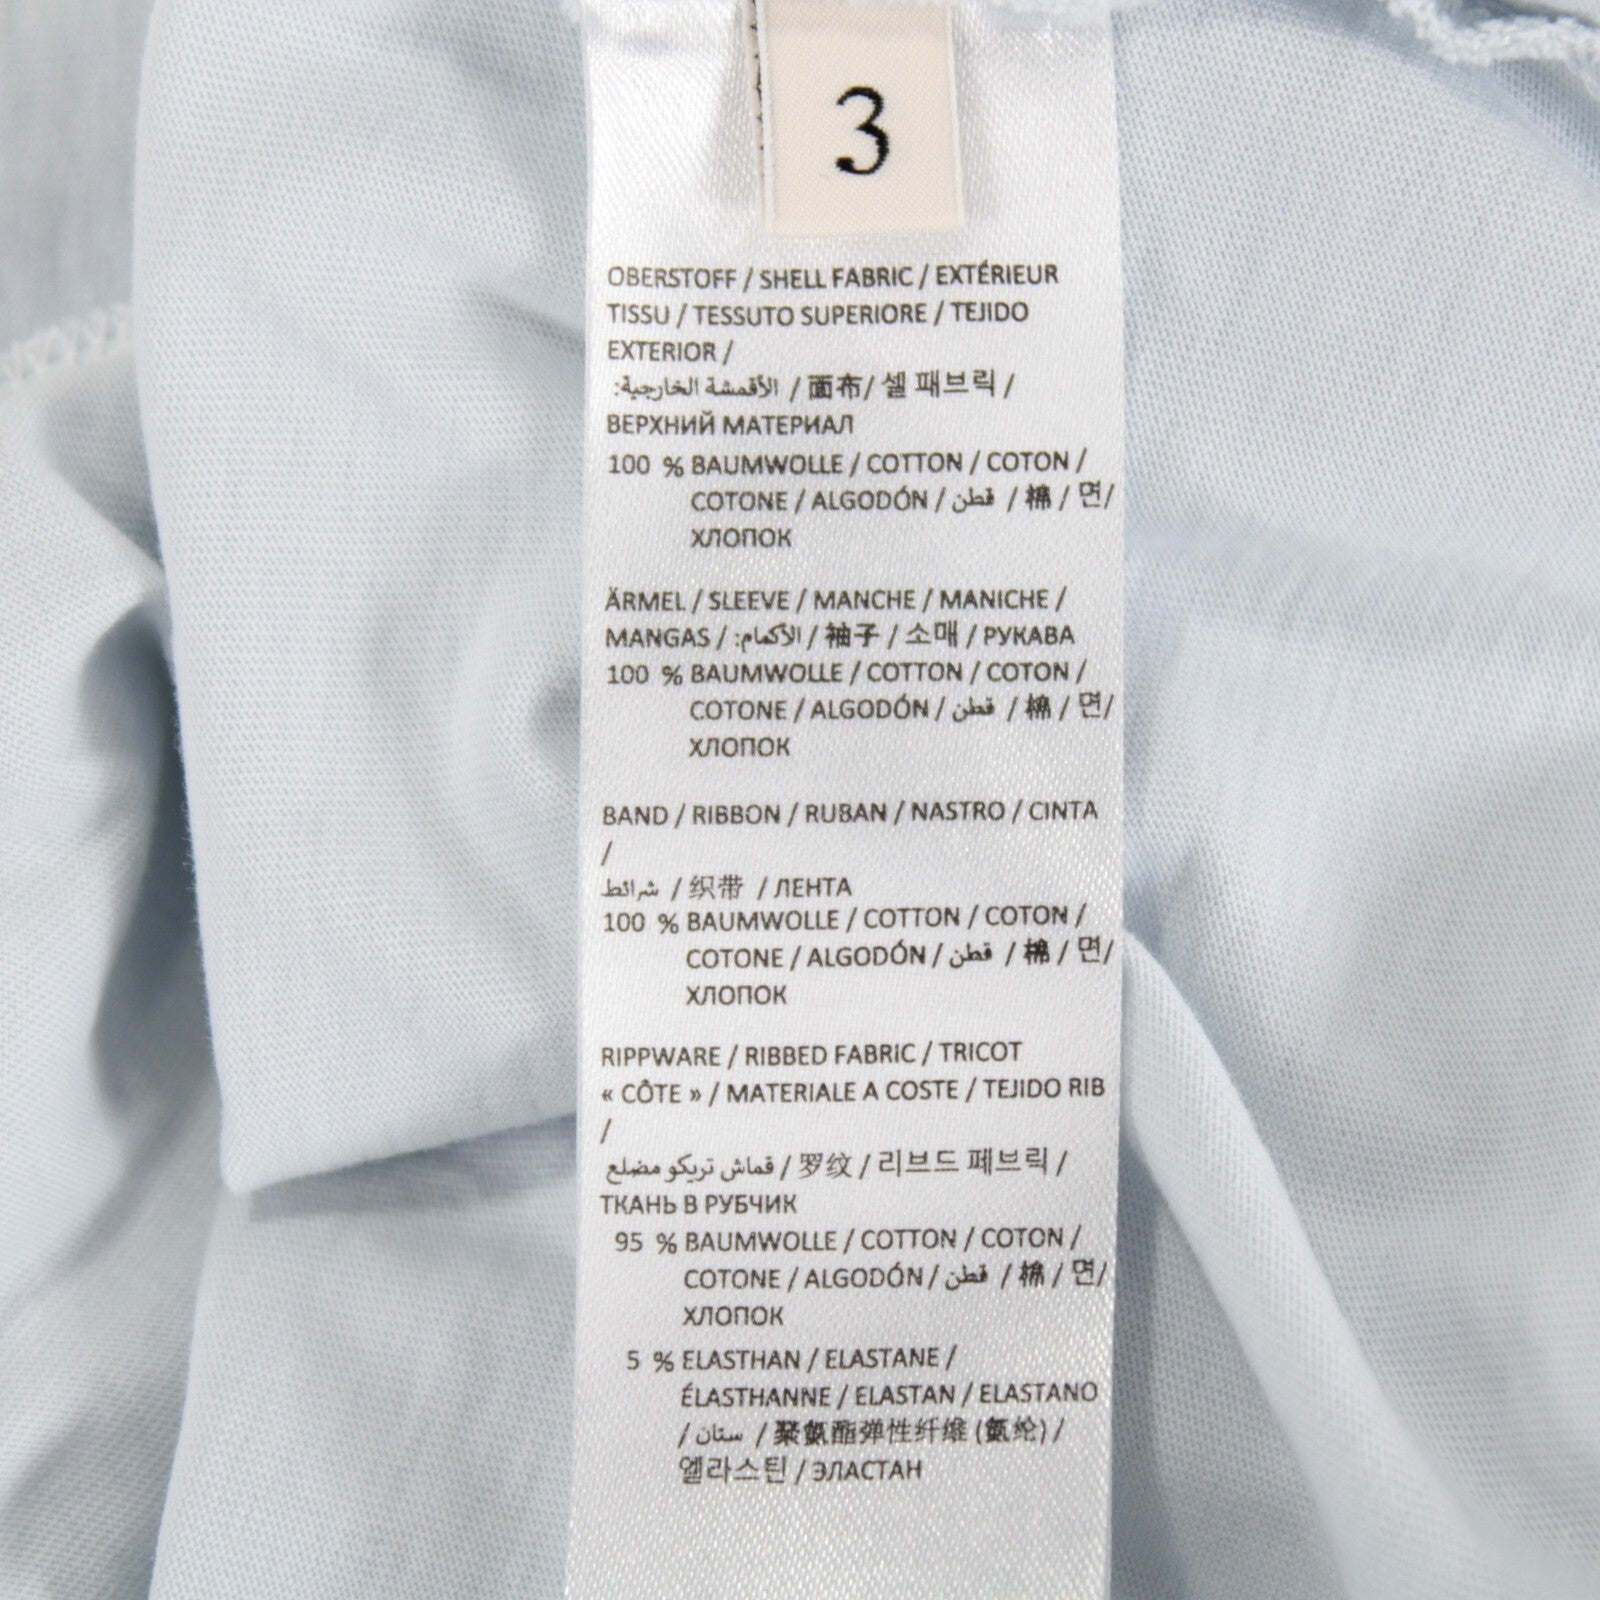 3
OBERSTOFF / SHELL FABRIC / EXTÉRIEUR
TISSU / TESSUTO SUPERIORE / TEJIDO
EXTERIOR /
الأقمشة الخارجية: / 面布/ 셸 패브릭 /
ВЕРХНИЙ МАТЕРИАЛ
100 % BAUMWOLLE / COTTON / COTON /
COTONE / ALGODÓN / قطن / 棉 / 면/
ХЛОПОК
ÄRMEL / SLEEVE / MANCHE / MANICHE /
MANGAS / الأكمام: / 袖子 / 소매 / РУКАВА
100 % BAUMWOLLE / COTTON / COTON /
COTONE / ALGODÓN / قطن / 棉 / 면/
ХЛОПОК
BAND / RIBBON / RUBAN / NASTRO / CINTA
/
شرائط / 织带 / ЛЕНТА
100 % BAUMWOLLE / COTTON / COTON /
COTONE / ALGODÓN / قطن / 棉 / 면/
ХЛОПОК
RIPPWARE / RIBBED FABRIC / TRICOT
« CÔTE » / MATERIALE A COSTE / TEJIDO RIB
/
قماش تريكو مضلع / 罗纹 / 리브드 페브릭 /
ТКАНЬ В РУБЧИК
95 % BAUMWOLLE / COTTON / COTON /
COTONE / ALGODÓN / قطن / 棉 / 면/
ХЛОПОК
5 % ELASTHAN / ELASTANE /
ÉLASTHANNE / ELASTAN / ELASTANO
/ ستان / 聚氨酯弹性纤维 (氨纶) /
엘라스틴 / ЭЛАСТАН